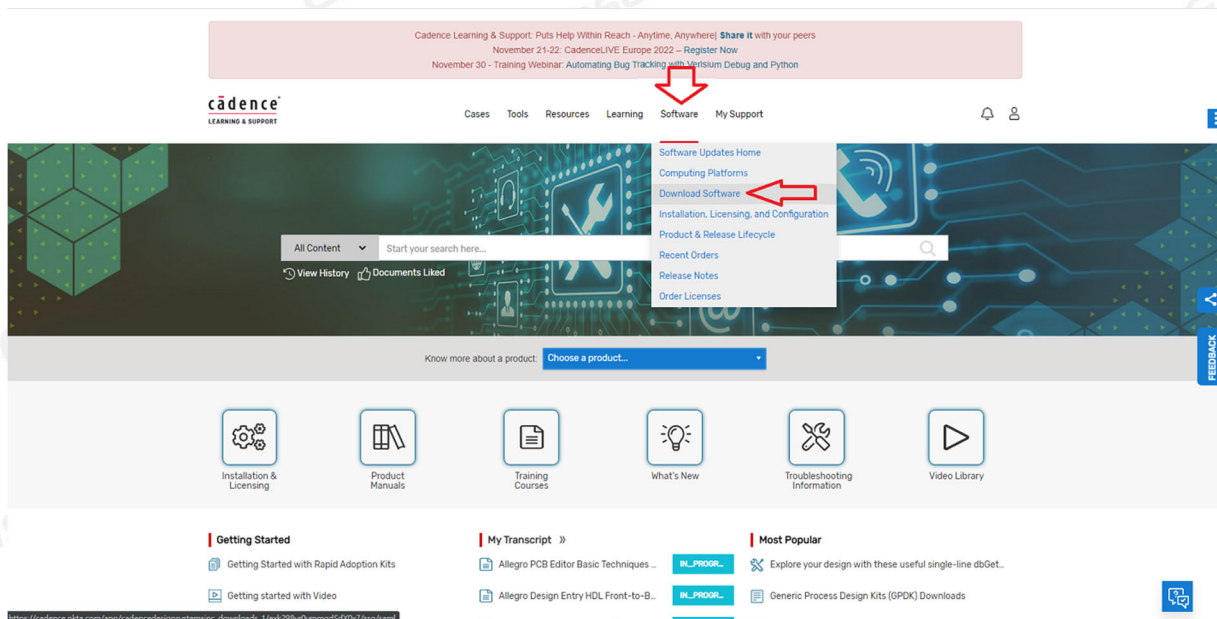 Cadence Learning & Support: Puts Help Within Reach - Anytime, Anywhere| Share it with your peers
November 21-22: CadenceLIVE Europe 2022 – Register Now
November 30 - Training Webinar: Automating Bug Tracking with Verisium Debug and Python
cādence
LEARNING & SUPPORT
Cases Tools Resources Learning Software My Support
Software Updates Home
Computing Platforms
Download Software
Installation, Licensing, and Configuration
Product & Release Lifecycle
Recent Orders
Release Notes
Order Licenses
All Content Start your search here...
View History Documents Liked
Know more about a product: Choose a product...
FEEDBACK
Installation &
Licensing
Product
Manuals
Training
Courses
What's New
Troubleshooting
Information
Video Library
Getting Started
Getting Started with Rapid Adoption Kits
Getting started with Video
My Transcript »
Allegro PCB Editor Basic Techniques ... IN_PROGR...
Allegro Design Entry HDL Front-to-B... IN_PROGR...
Most Popular
Explore your design with these useful single-line dbGet...
Generic Process Design Kits (GPDK) Downloads